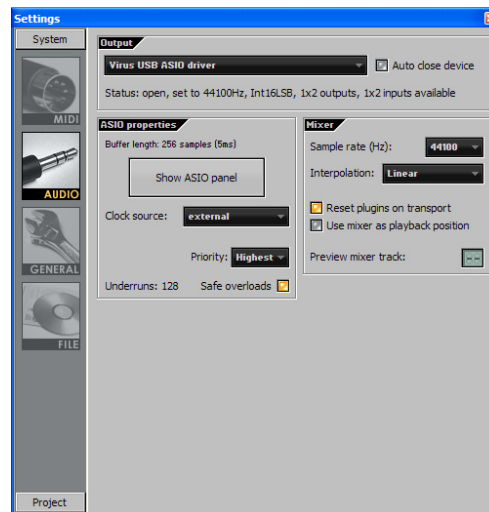 Settings
System
MIDI
AUDIO
GENERAL
FILE
Project
Output
Virus USB ASIO driver
Auto close device
Status: open, set to 44100Hz, Int16LSB, 1x2 outputs, 1x2 inputs available
ASIO properties
Buffer length: 256 samples (5ms)
Show ASIO panel
Clock source: external
Priority: Highest
Underruns: 128 Safe overloads
Mixer
Sample rate (Hz): 44100
Interpolation: Linear
Reset plugins on transport
Use mixer as playback position
Preview mixer track: --